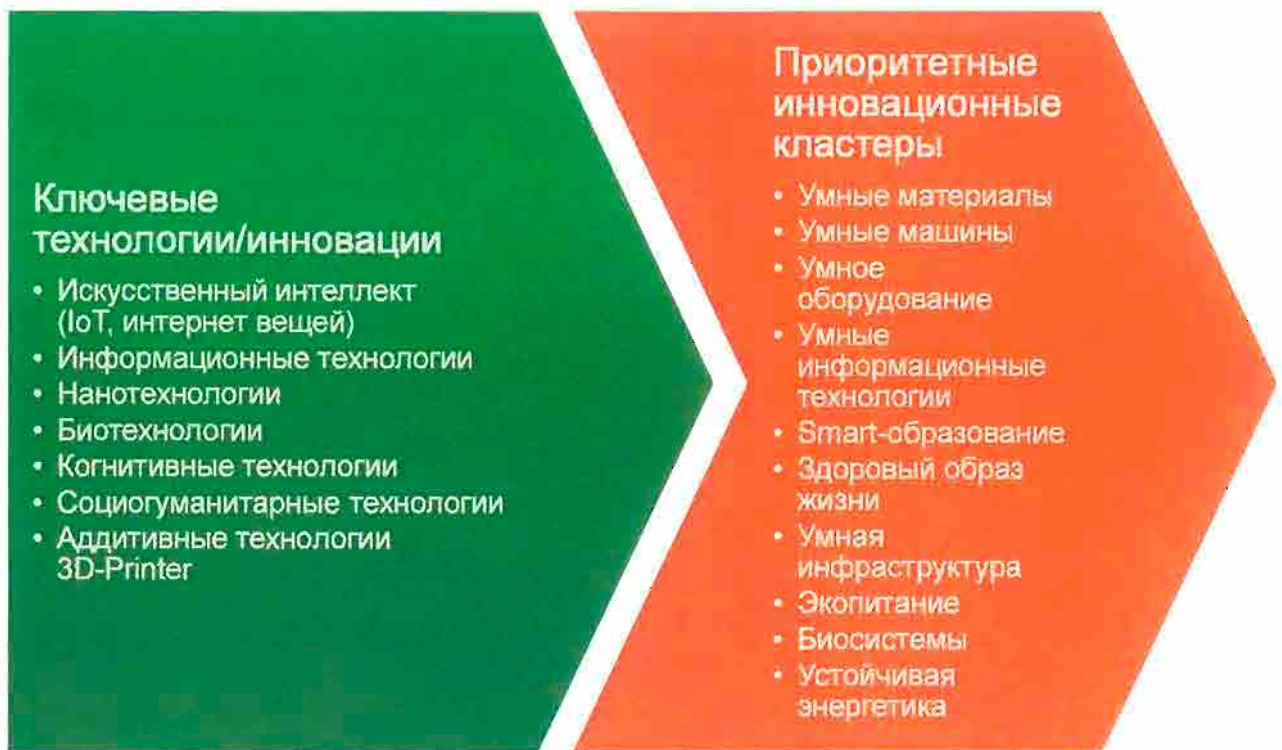 Ключевые
технологии/инновации
• Искусственный интеллект
(IoT, интернет вещей)
• Информационные технологии
• Нанотехнологии
• Биотехнологии
• Когнитивные технологии
• Социогуманитарные технологии
• Аддитивные технологии
3D-Printer
Приоритетные
инновационные
кластеры
• Умные материалы
• Умные машины
• Умное
оборудование
• Умные
информационные
технологии
• Smart-образование
• Здоровый образ
жизни
• Умная
инфраструктура
• Экопитание
• Биосистемы
• Устойчивая
энергетика